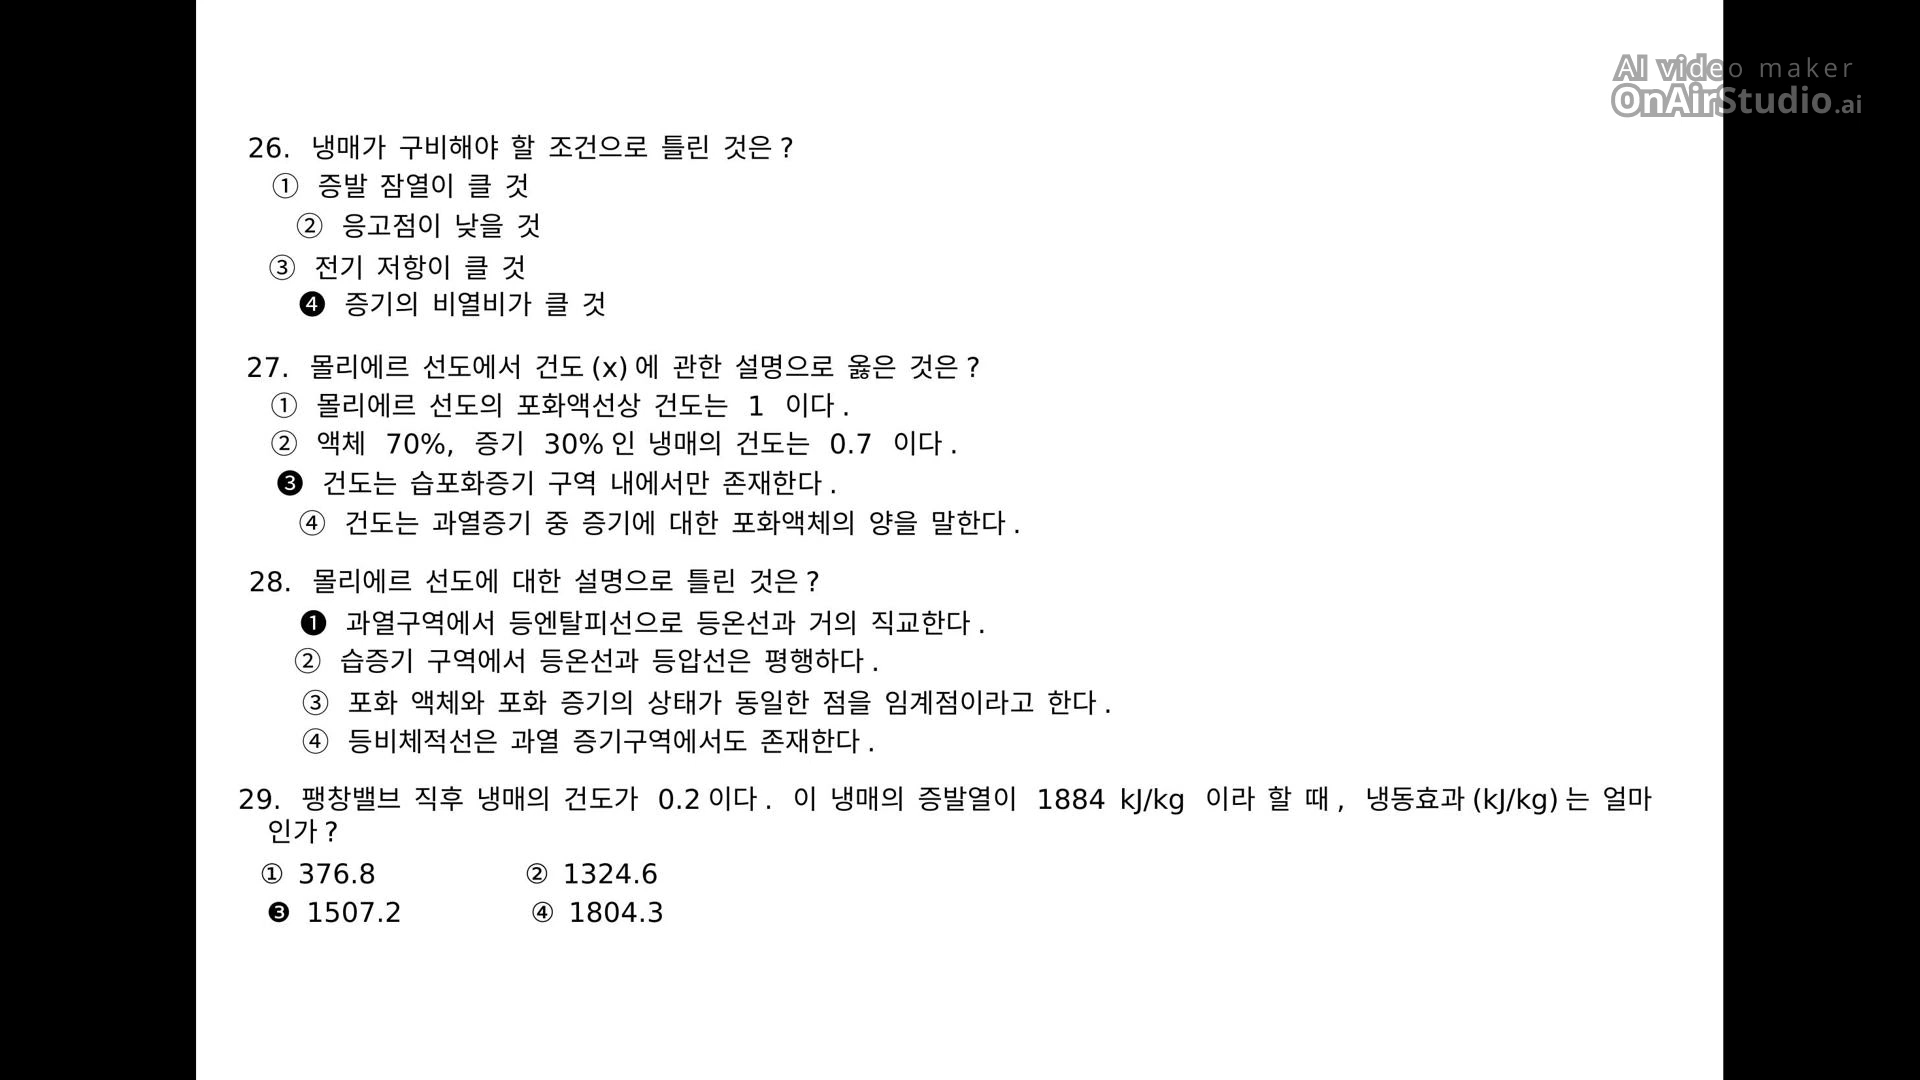 AI video maker
OnAirStudio.ai
26. 냉매가 구비해야 할 조건으로 틀린 것은?
① 증발 잠열이 클 것
② 응고점이 낮을 것
③ 전기 저항이 클 것
❹ 증기의 비열비가 클 것
27. 몰리에르 선도에서 건도(x)에 관한 설명으로 옳은 것은?
① 몰리에르 선도의 포화액선상 건도는 1 이다.
② 액체 70%, 증기 30%인 냉매의 건도는 0.7 이다.
❸ 건도는 습포화증기 구역 내에서만 존재한다.
④ 건도는 과열증기 중 증기에 대한 포화액체의 양을 말한다.
28. 몰리에르 선도에 대한 설명으로 틀린 것은?
❶ 과열구역에서 등엔탈피선으로 등온선과 거의 직교한다.
② 습증기 구역에서 등온선과 등압선은 평행하다.
③ 포화 액체와 포화 증기의 상태가 동일한 점을 임계점이라고 한다.
④ 등비체적선은 과열 증기구역에서도 존재한다.
29. 팽창밸브 직후 냉매의 건도가 0.2이다. 이 냉매의 증발열이 1884 kJ/kg 이라 할 때, 냉동효과(kJ/kg)는 얼마
인가?
① 376.8 ② 1324.6
❸ 1507.2 ④ 1804.3